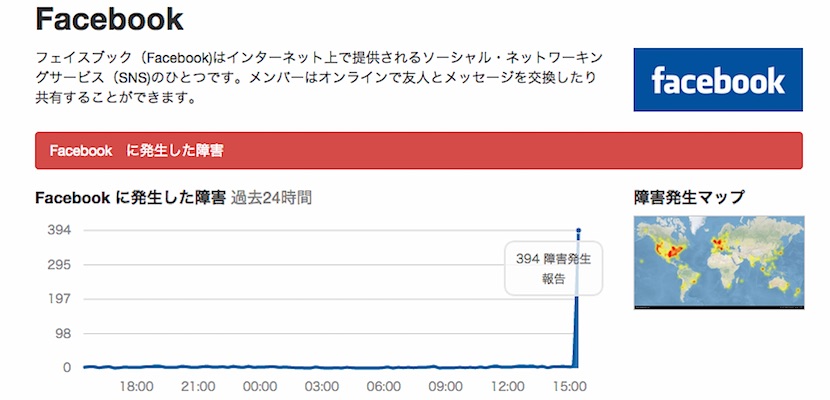 Facebook
フェイスブック（Facebook)はインターネット上で提供されるソーシャル・ネットワーキン
グサービス（SNS)のひとつです。メンバーはオンラインで友人とメッセージを交換したり
共有することができます。
facebook
Facebook　に発生した障害
Facebook に発生した障害 過去24時間
障害発生マップ
394
295
197
98
0
394 障害発生
報告
18:00 21:00 00:00 03:00 06:00 09:00 12:00 15:00